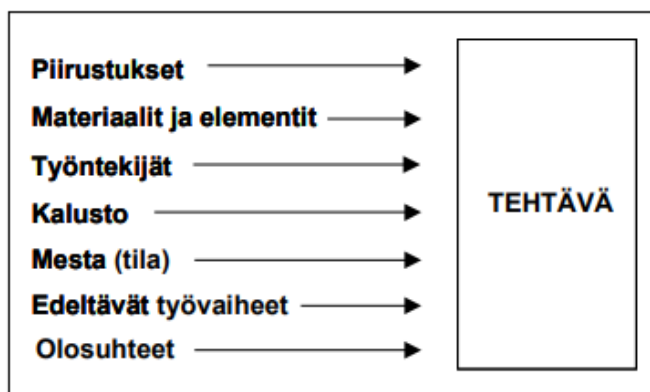 Piirustukset
Materiaalit ja elementit
Työntekijät
Kalusto
TEHTÄVÄ
Mesta (tila)
Edeltävät työvaiheet
Olosuhteet